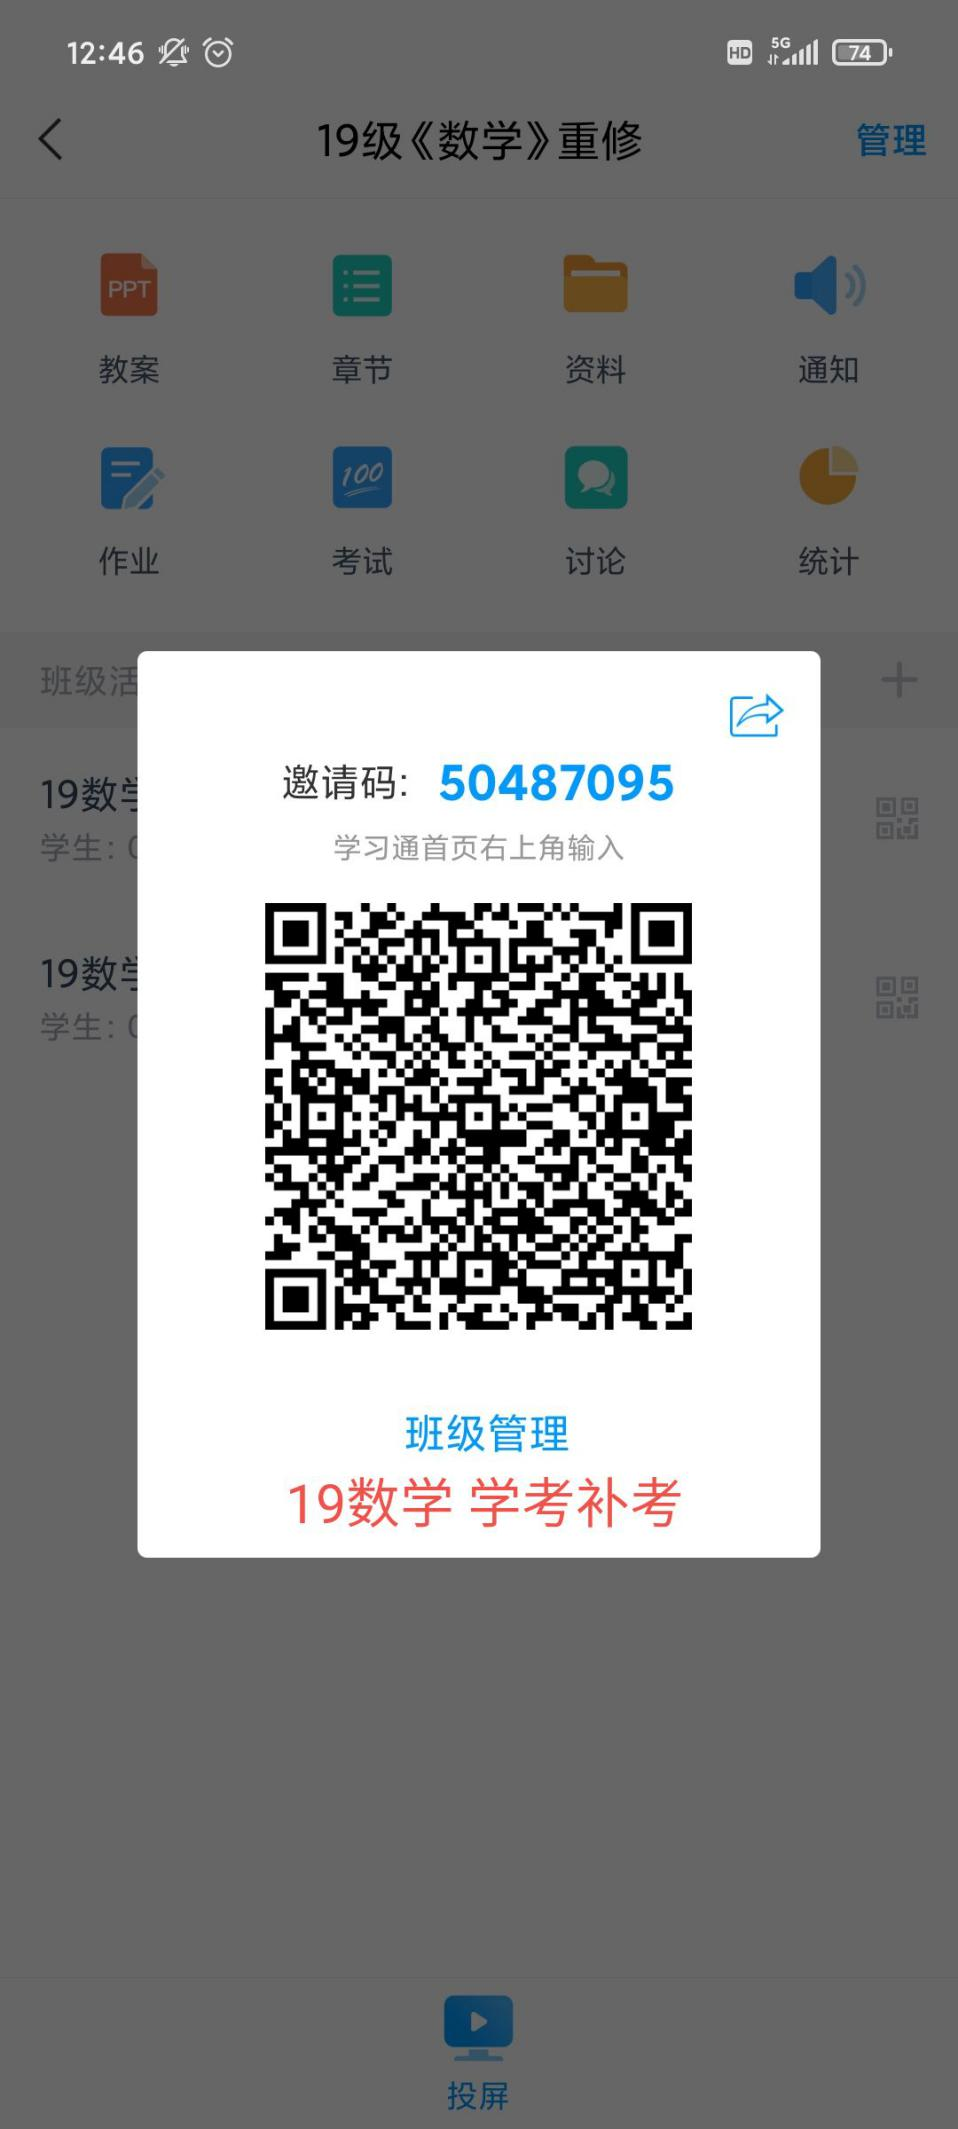 12:46
HD 5G 74
19级《数学》重修
管理
PPT
教案 章节 资料 通知
100
作业 考试 讨论 统计
班级活
邀请码: 50487095
学习通首页右上角输入
19数学
学生:
19数学
学生:
班级管理
19数学 学考补考
投屏